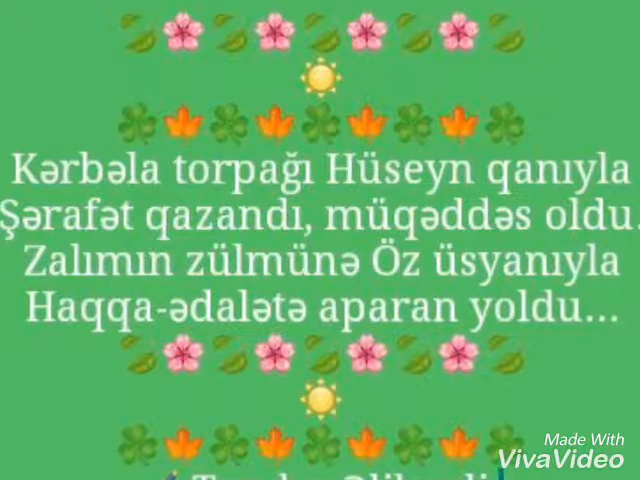 Kərbəla torpağı Hüseyn qanıyla
Şərafət qazandı, müqəddəs oldu.
Zalımın zülmünə Öz üsyanıyla
Haqqa-ədalətə aparan yoldu...
Made With
VivaVideo